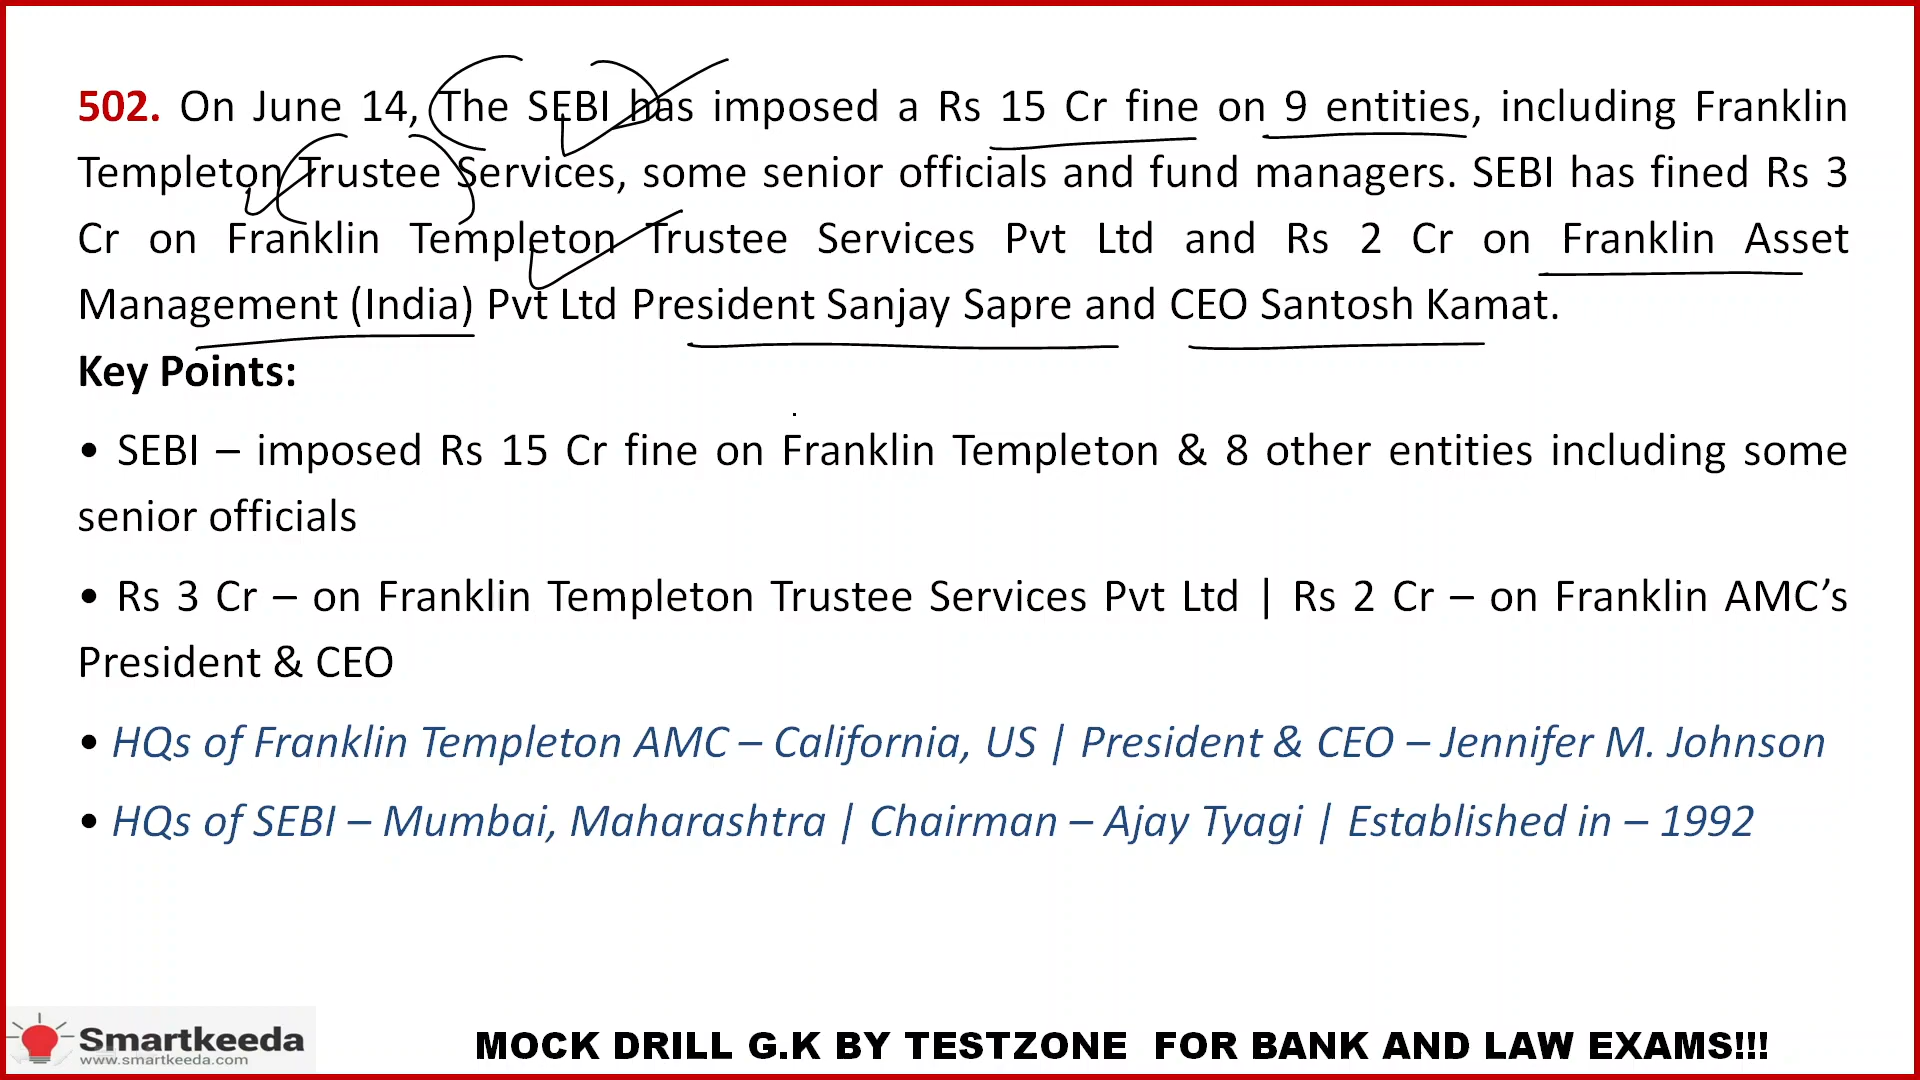 502. On June 14, The SEBI has imposed a Rs 15 Cr fine on 9 entities, including Franklin
Templeton Trustee Services, some senior officials and fund managers. SEBI has fined Rs 3
Cr on Franklin Templeton Trustee Services Pvt Ltd and Rs 2 Cr on Franklin Asset
Management (India) Pvt Ltd President Sanjay Sapre and CEO Santosh Kamat.
Key Points:
• SEBI – imposed Rs 15 Cr fine on Franklin Templeton & 8 other entities including some
senior officials
• Rs 3 Cr – on Franklin Templeton Trustee Services Pvt Ltd | Rs 2 Cr – on Franklin AMC’s
President & CEO
• HQs of Franklin Templeton AMC – California, US | President & CEO – Jennifer M. Johnson
• HQs of SEBI – Mumbai, Maharashtra | Chairman – Ajay Tyagi | Established in – 1992
Smartkeeda
www.smartkeeda.com
MOCK DRILL G.K BY TESTZONE FOR BANK AND LAW EXAMS!!!